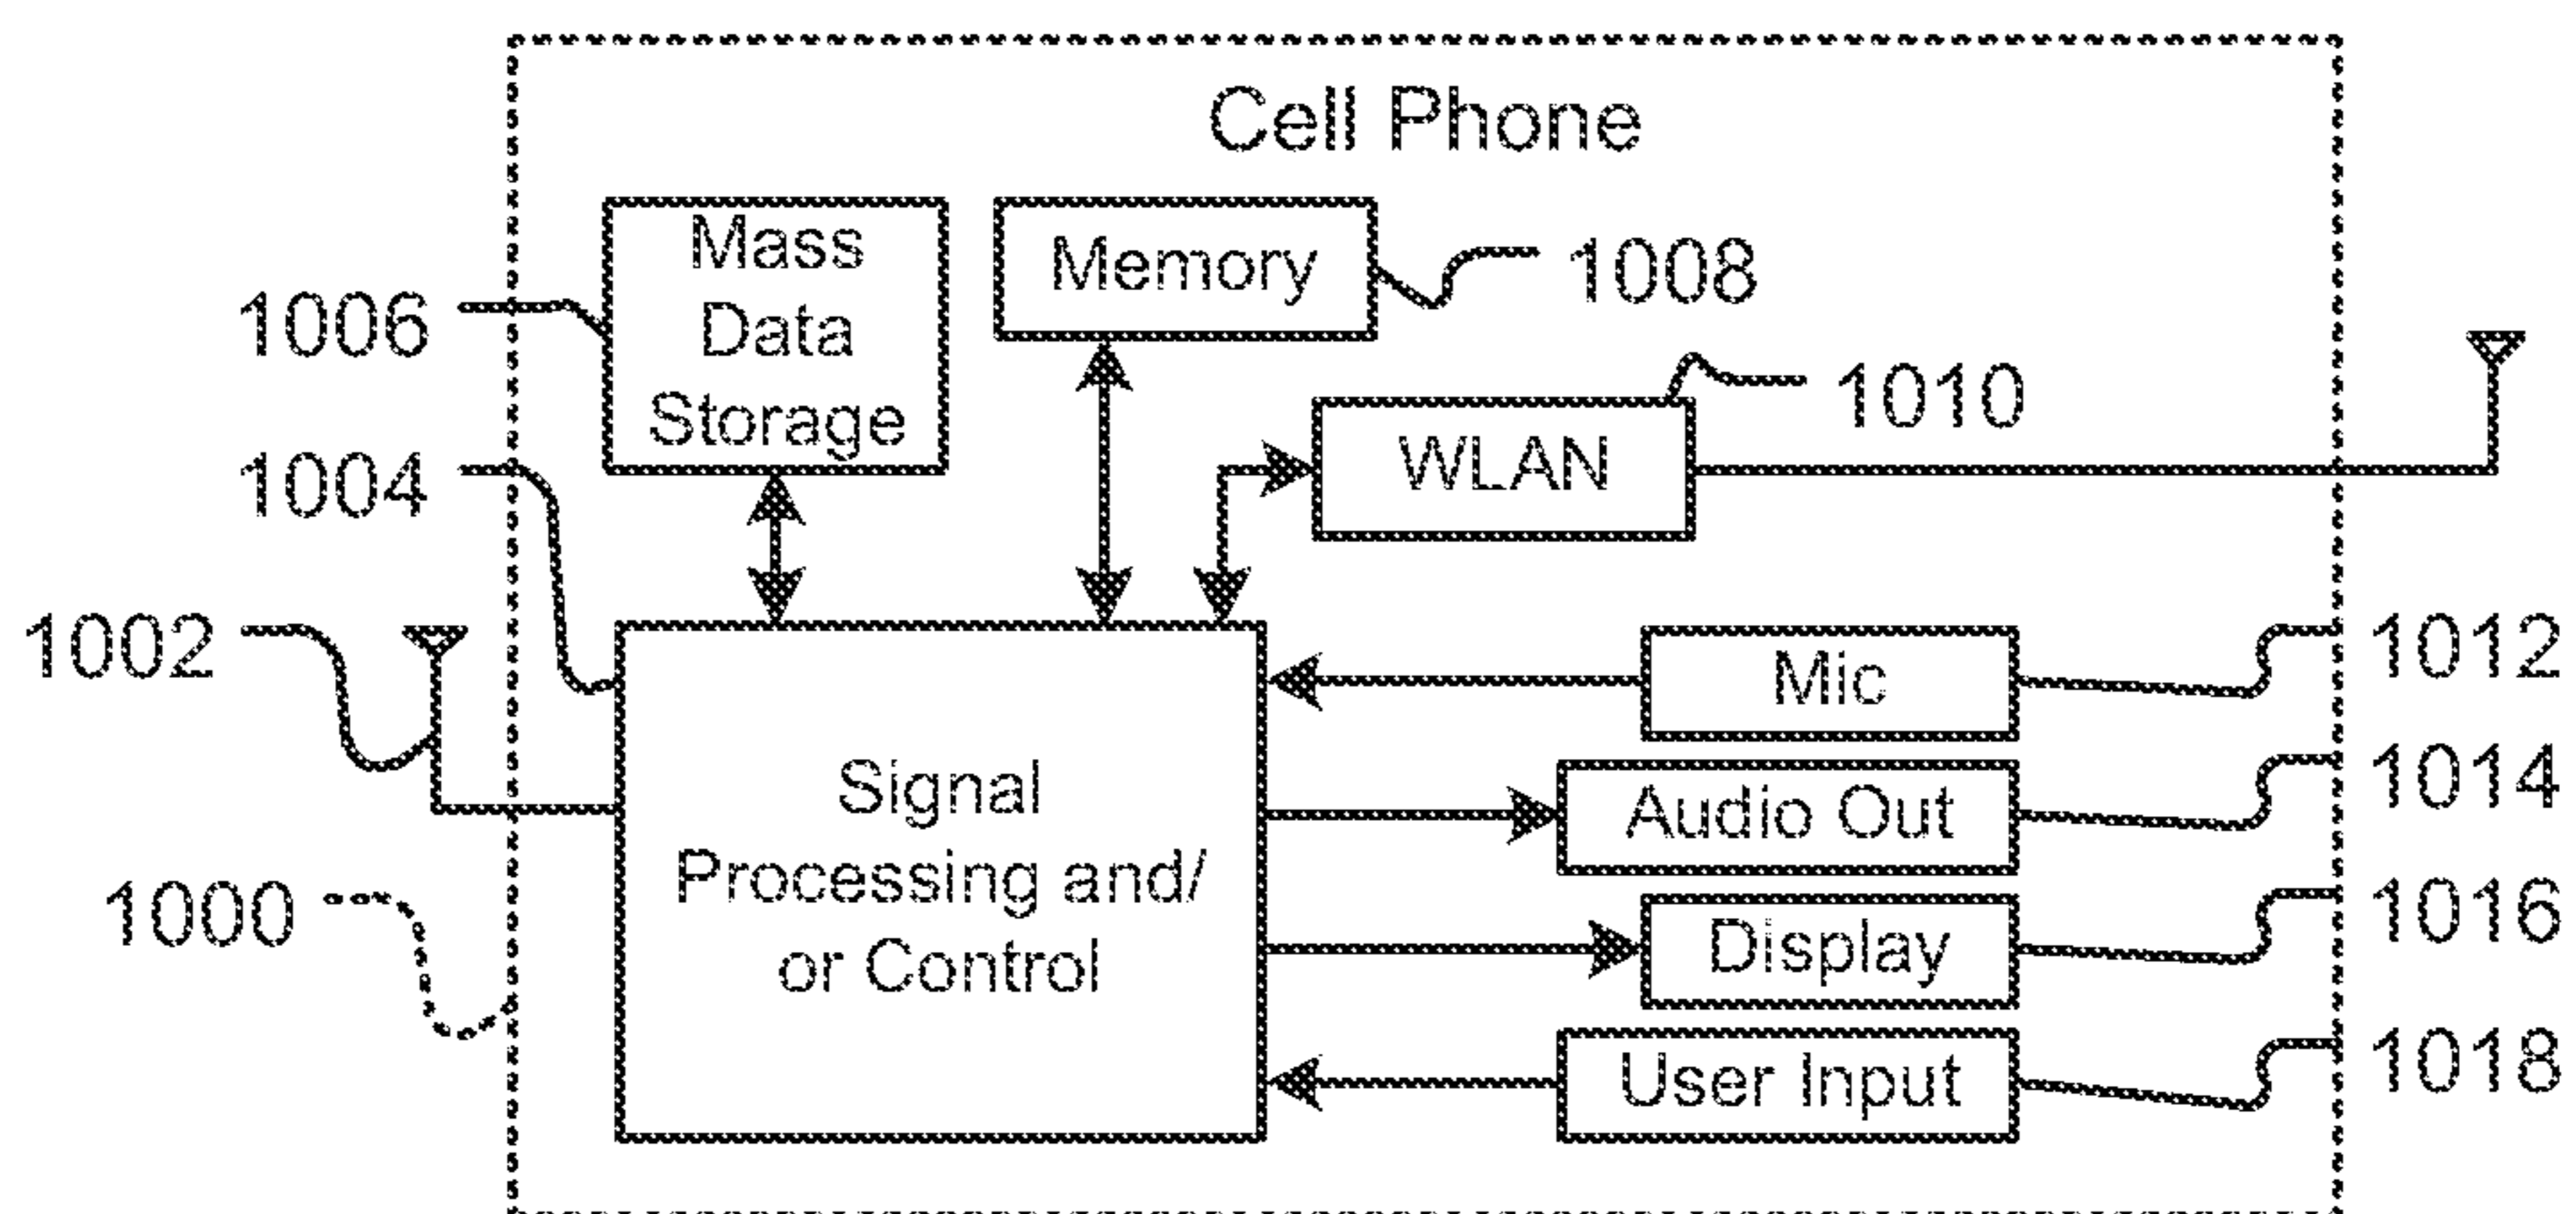 Cell Phone
Mass
Data
Storage
Memory
1008
1006
1010
WLAN
1004
1002
Mic
1012
Signal
Processing and/
or Control
Audio Out
1014
1000
Display
1016
User Input
1018